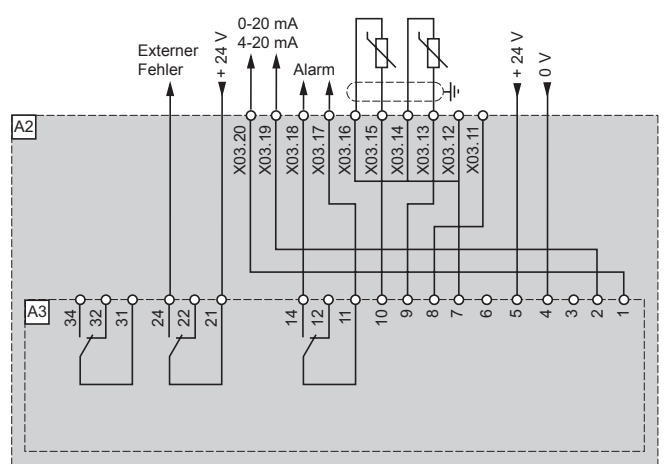 0-20 mA
4-20 mA
Externer
Fehler
+ 24 V
Alarm
+ 24 V
0 V
A2
X03.20
X03.19
X03.18
X03.17
X03.16
X03.15
X03.14
X03.13
X03.12
X03.11
A3
34
32
31
24
22
21
14
12
11
10
9
8
7
6
5
4
3
2
1